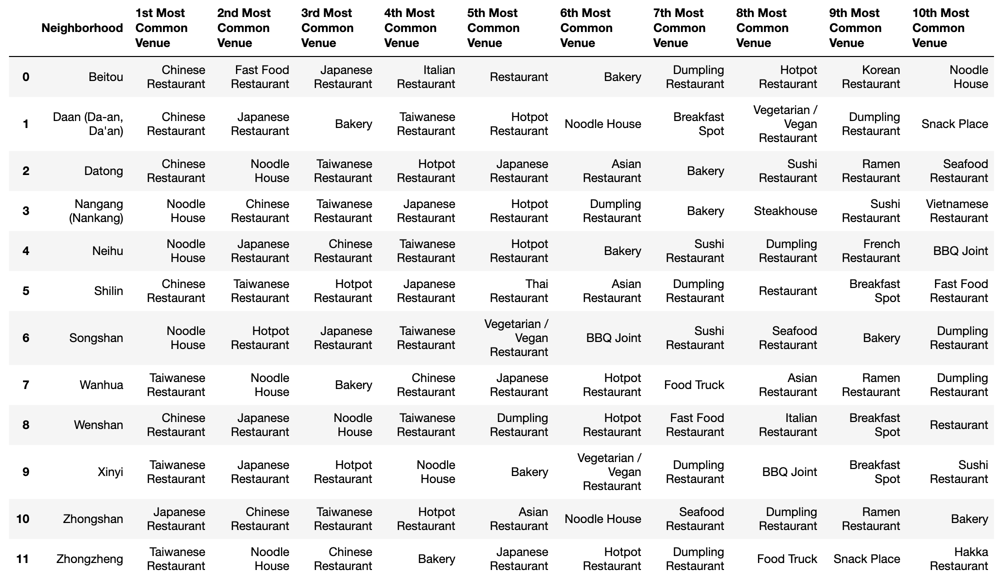 Neighborhood 1st Most Common Venue 2nd Most Common Venue 3rd Most Common Venue 4th Most Common Venue 5th Most Common Venue 6th Most Common Venue 7th Most Common Venue 8th Most Common Venue 9th Most Common Venue 10th Most Common Venue
0 Beitou Chinese Restaurant Fast Food Restaurant Japanese Restaurant Italian Restaurant Restaurant Bakery Dumpling Restaurant Hotpot Restaurant Korean Restaurant Noodle House
1 Daan (Da-an, Da'an) Chinese Restaurant Japanese Restaurant Bakery Taiwanese Restaurant Hotpot Restaurant Noodle House Breakfast Spot Vegetarian / Vegan Restaurant Dumpling Restaurant Snack Place
2 Datong Chinese Restaurant Noodle House Taiwanese Restaurant Hotpot Restaurant Japanese Restaurant Asian Restaurant Bakery Sushi Restaurant Ramen Restaurant Seafood Restaurant
3 Nangang (Nankang) Noodle House Chinese Restaurant Taiwanese Restaurant Japanese Restaurant Hotpot Restaurant Dumpling Restaurant Bakery Steakhouse Sushi Restaurant Vietnamese Restaurant
4 Neihu Noodle House Japanese Restaurant Chinese Restaurant Taiwanese Restaurant Hotpot Restaurant Bakery Sushi Restaurant Dumpling Restaurant French Restaurant BBQ Joint
5 Shilin Chinese Restaurant Taiwanese Restaurant Hotpot Restaurant Japanese Restaurant Thai Restaurant Asian Restaurant Dumpling Restaurant Restaurant Breakfast Spot Fast Food Restaurant
6 Songshan Noodle House Hotpot Restaurant Japanese Restaurant Taiwanese Restaurant Vegetarian / Vegan Restaurant BBQ Joint Sushi Restaurant Seafood Restaurant Bakery Dumpling Restaurant
7 Wanhua Taiwanese Restaurant Noodle House Bakery Chinese Restaurant Japanese Restaurant Hotpot Restaurant Food Truck Asian Restaurant Ramen Restaurant Dumpling Restaurant
8 Wenshan Chinese Restaurant Japanese Restaurant Noodle House Taiwanese Restaurant Dumpling Restaurant Hotpot Restaurant Fast Food Restaurant Italian Restaurant Breakfast Spot Restaurant
9 Xinyi Taiwanese Restaurant Japanese Restaurant Hotpot Restaurant Noodle House Bakery Vegetarian / Vegan Restaurant Dumpling Restaurant BBQ Joint Breakfast Spot Sushi Restaurant
10 Zhongshan Japanese Restaurant Chinese Restaurant Taiwanese Restaurant Hotpot Restaurant Asian Restaurant Noodle House Seafood Restaurant Dumpling Restaurant Ramen Restaurant Bakery
11 Zhongzheng Taiwanese Restaurant Noodle House Chinese Restaurant Bakery Japanese Restaurant Hotpot Restaurant Dumpling Restaurant Food Truck Snack Place Hakka Restaurant